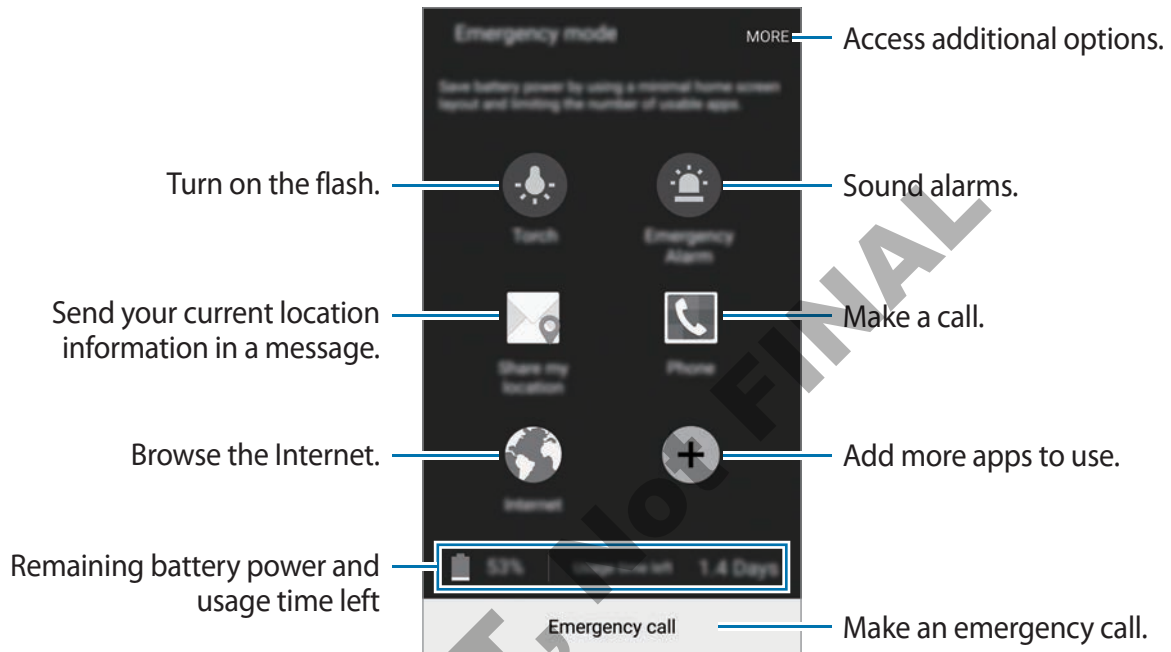 Emergency mode
MORE
Access additional options.
Save battery power by using a minimal home screen
layout and limiting the number of usable apps.
Turn on the flash.
Sound alarms.
Torch
Emergency
Alarm
Send your current location
information in a message.
Make a call.
Share my
location
Phone
Browse the Internet.
Add more apps to use.
Internet
Remaining battery power and
usage time left
53%
left
1.4 Days
Emergency call
Make an emergency call.
T, Not FINAL